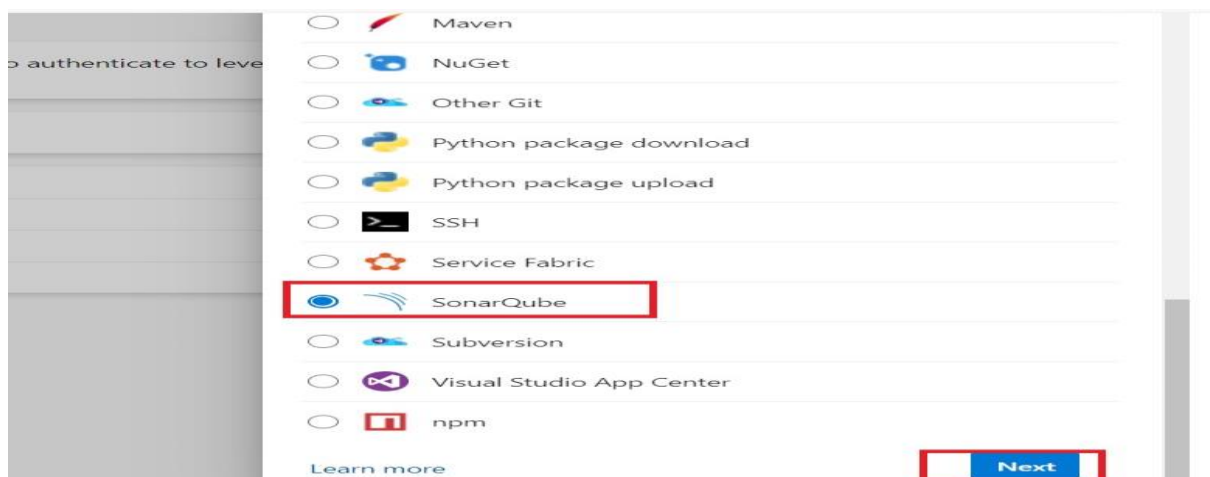 Maven
o authenticate to leve
NuGet
Other Git
Python package download
Python package upload
SSH
Service Fabric
SonarQube
Subversion
Visual Studio App Center
npm
Learn more
Next